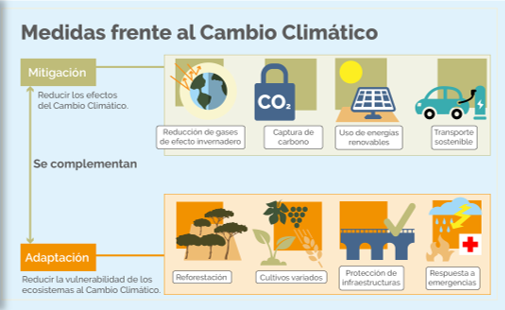 Medidas frente al Cambio Climático
Mitigación
Reducir los efectos
del Cambio Climático.
CO₂
Reducción de gases
de efecto invernadero
Captura de
carbono
Uso de energías
renovables
Transporte
sostenible
Se complementan
Adaptación
Reducir la vulnerabilidad de los
ecosistemas al Cambio Climático.
Reforestación
Cultivos variados
Protección de
infraestructuras
Respuesta a
emergencias